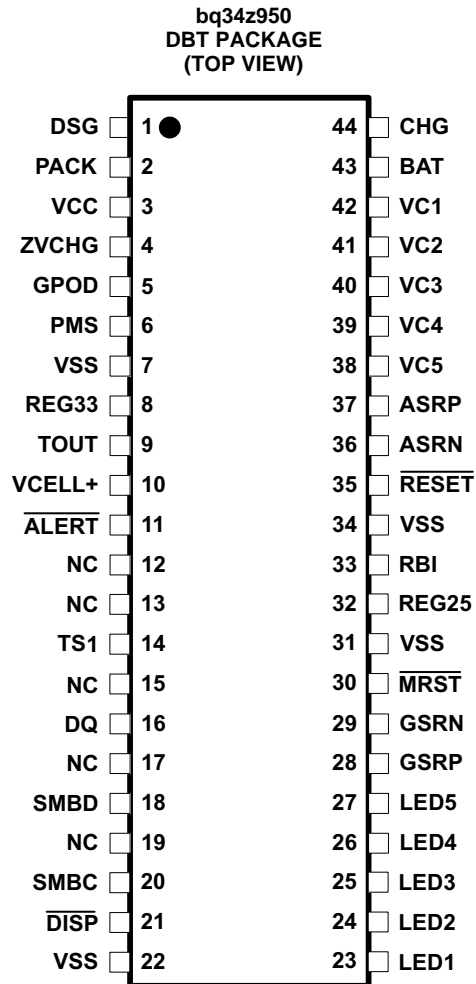 bq34z950
DBT PACKAGE
(TOP VIEW)
DSG 1 44 CHG
PACK 2 43 BAT
VCC 3 42 VC1
ZVCHG 4 41 VC2
GPOD 5 40 VC3
PMS 6 39 VC4
VSS 7 38 VC5
REG33 8 37 ASRP
TOUT 9 36 ASRN
VCELL+ 10 35 RESET
ALERT 11 34 VSS
NC 12 33 RBI
NC 13 32 REG25
TS1 14 31 VSS
NC 15 30 MRST
DQ 16 29 GSRN
NC 17 28 GSRP
SMBD 18 27 LED5
NC 19 26 LED4
SMBC 20 25 LED3
DISP 21 24 LED2
VSS 22 23 LED1